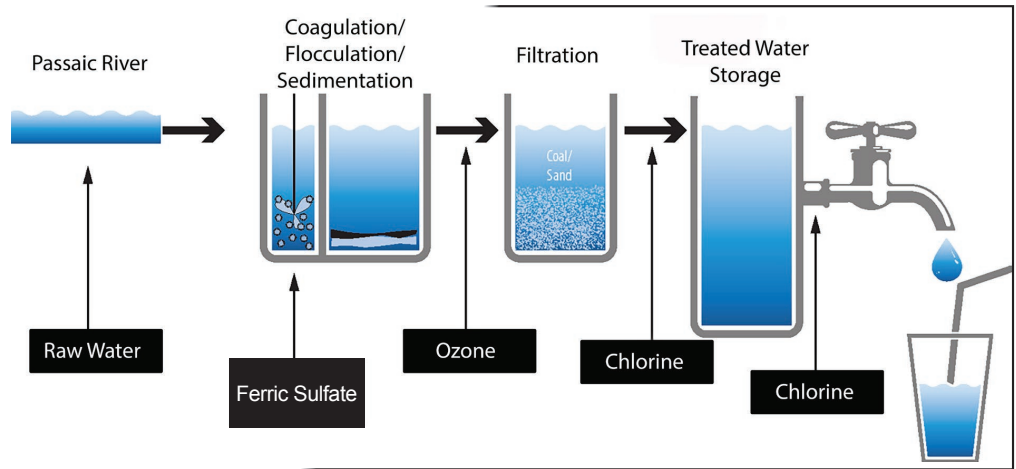 Passaic River
Coagulation/
Flocculation/
Sedimentation
Filtration
Treated Water
Storage
Coal/
Sand
Raw Water
Ferric Sulfate
Ozone
Chlorine
Chlorine